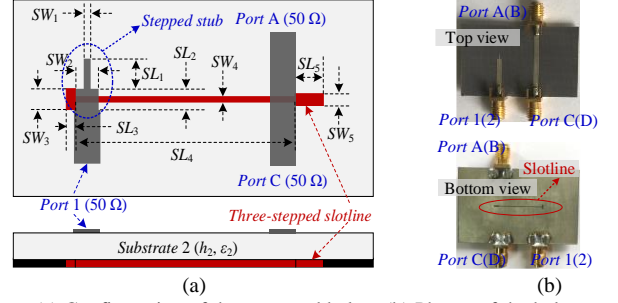 SW1
Stepped stub
Port A (50 Ω)
SW2
SL1
SL2
SW4
SL5
SW3
SL3
SL4
SW5
Port C (50 Ω)
Port 1 (50 Ω)
Three-stepped slotline
Substrate 2 (h2, ε2)
(a)
Port A(B)
Top view
Port 1(2)
Port C(D)
Port A(B)
Slotline
Bottom view
Port C(D)
Port 1(2)
(b)